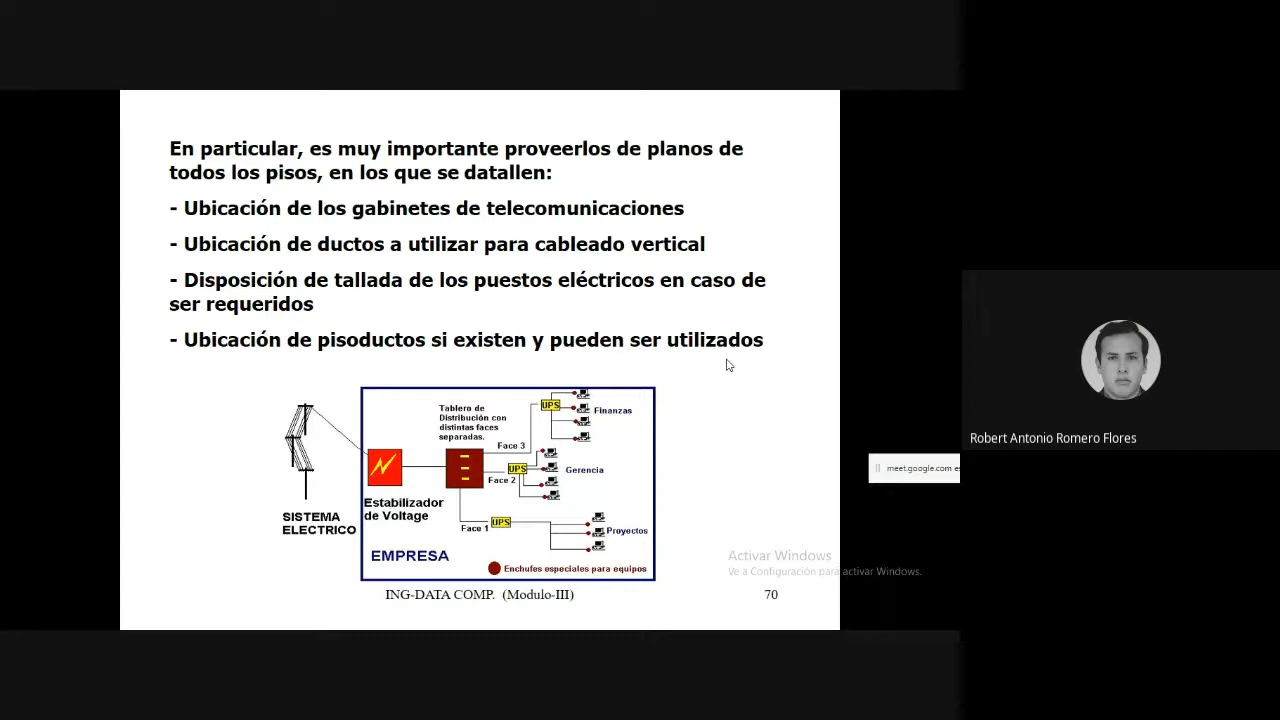 En particular, es muy importante proveerlos de planos de
todos los pisos, en los que se datallen:
- Ubicación de los gabinetes de telecomunicaciones
- Ubicación de ductos a utilizar para cableado vertical
- Disposición de tallada de los puestos eléctricos en caso de
ser requeridos
- Ubicación de pisoductos si existen y pueden ser utilizados
Tablero de
Distribución con
distintas faces
separadas.
UPS
Finanzas
Face 3
UPS
Gerencia
Face 2
Estabilizador
de Voltage
SISTEMA
ELECTRICO
Face 1
UPS
Proyectos
EMPRESA
Enchufes especiales para equipos
ING-DATA COMP. (Modulo-III)
70
Activar Windows
Ve a Configuración para activar Windows.
Robert Antonio Romero Flores
meet.google.com